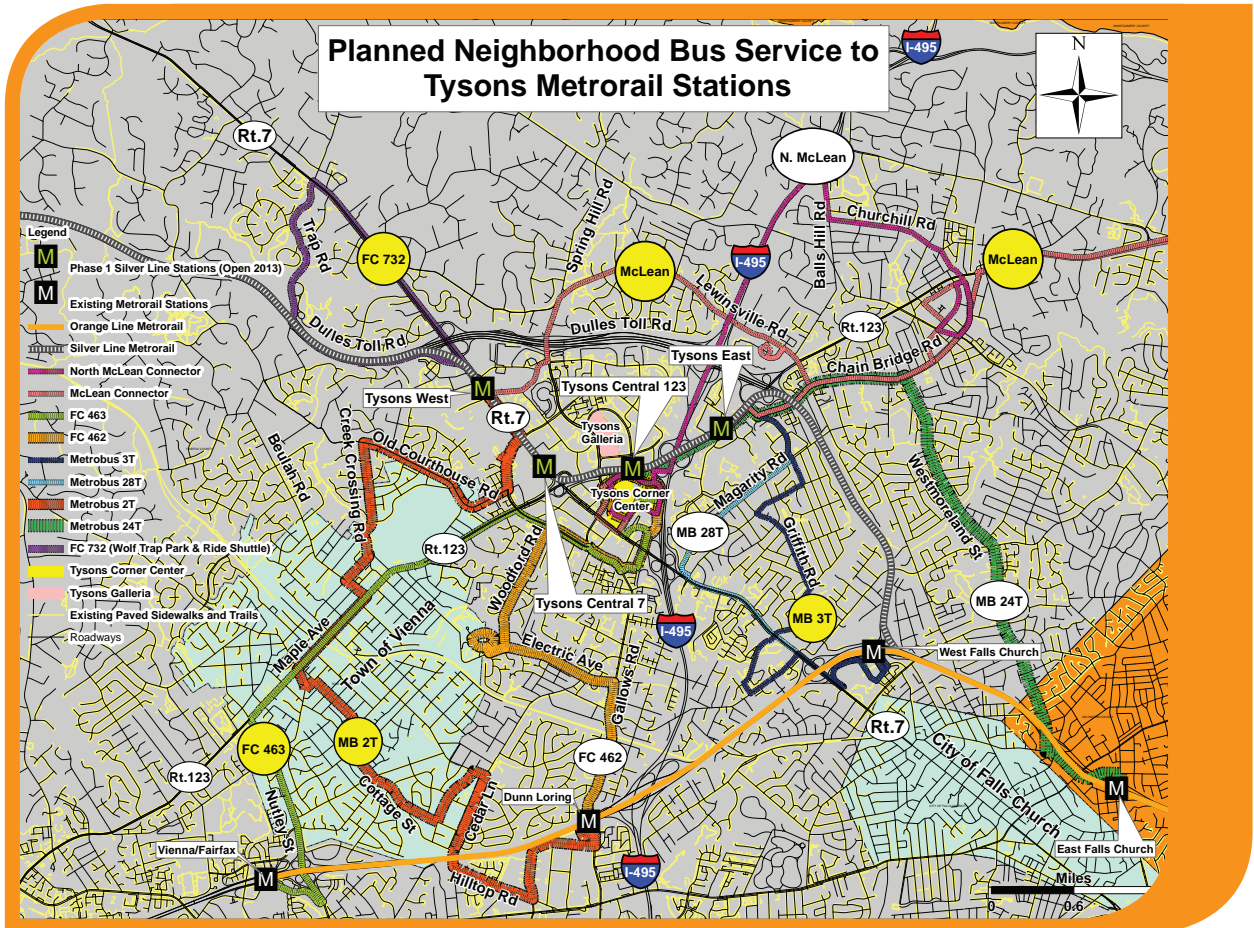 Planned Neighborhood Bus Service to
Tysons Metrorail Stations
N
I-495
Rt.7
N. McLean
Spring Hill Rd
Balls Hill Rd
Churchill Rd
Trap Rd
FC 732
McLean
I-495
McLean
Lewinsville Rd
Dulles Toll Rd
Dulles Toll Rd
Rt.123
Chain Bridge Rd
Tysons East
Tysons Central 123
Tysons West
Rt.7
Tysons
Galleria
Legend
M
Phase 1 Silver Line Stations (Open 2013)
M
Existing Metrorail Stations
Orange Line Metrorail
Silver Line Metrorail
North McLean Connector
McLean Connector
FC 463
FC 462
Metrobus 3T
Metrobus 28T
Metrobus 2T
Metrobus 24T
FC 732 (Wolf Trap Park & Ride Shuttle)
Tysons Corner Center
Tysons Galleria
Existing Paved Sidewalks and Trails
Roadways
M
M
M
M
Beulah Rd
Creek Crossing Rd
Old Courthouse Rd
Tysons Corner
Center
Magarity Rd
Westmoreland St
Rt.123
Woodford Rd
MB 28T
Griffith Rd
Tysons Central 7
I-495
MB 24T
MB 3T
Maple Ave
Town of Vienna
Electric Ave
Gallows Rd
M
West Falls Church
Rt.7
FC 463
MB 2T
FC 462
City of Falls Church
Rt.123
Nutley St
Cottage St
Cedar Ln
Dunn Loring
M
M
Vienna/Fairfax
M
Hilltop Rd
I-495
East Falls Church
Miles
0
0.6